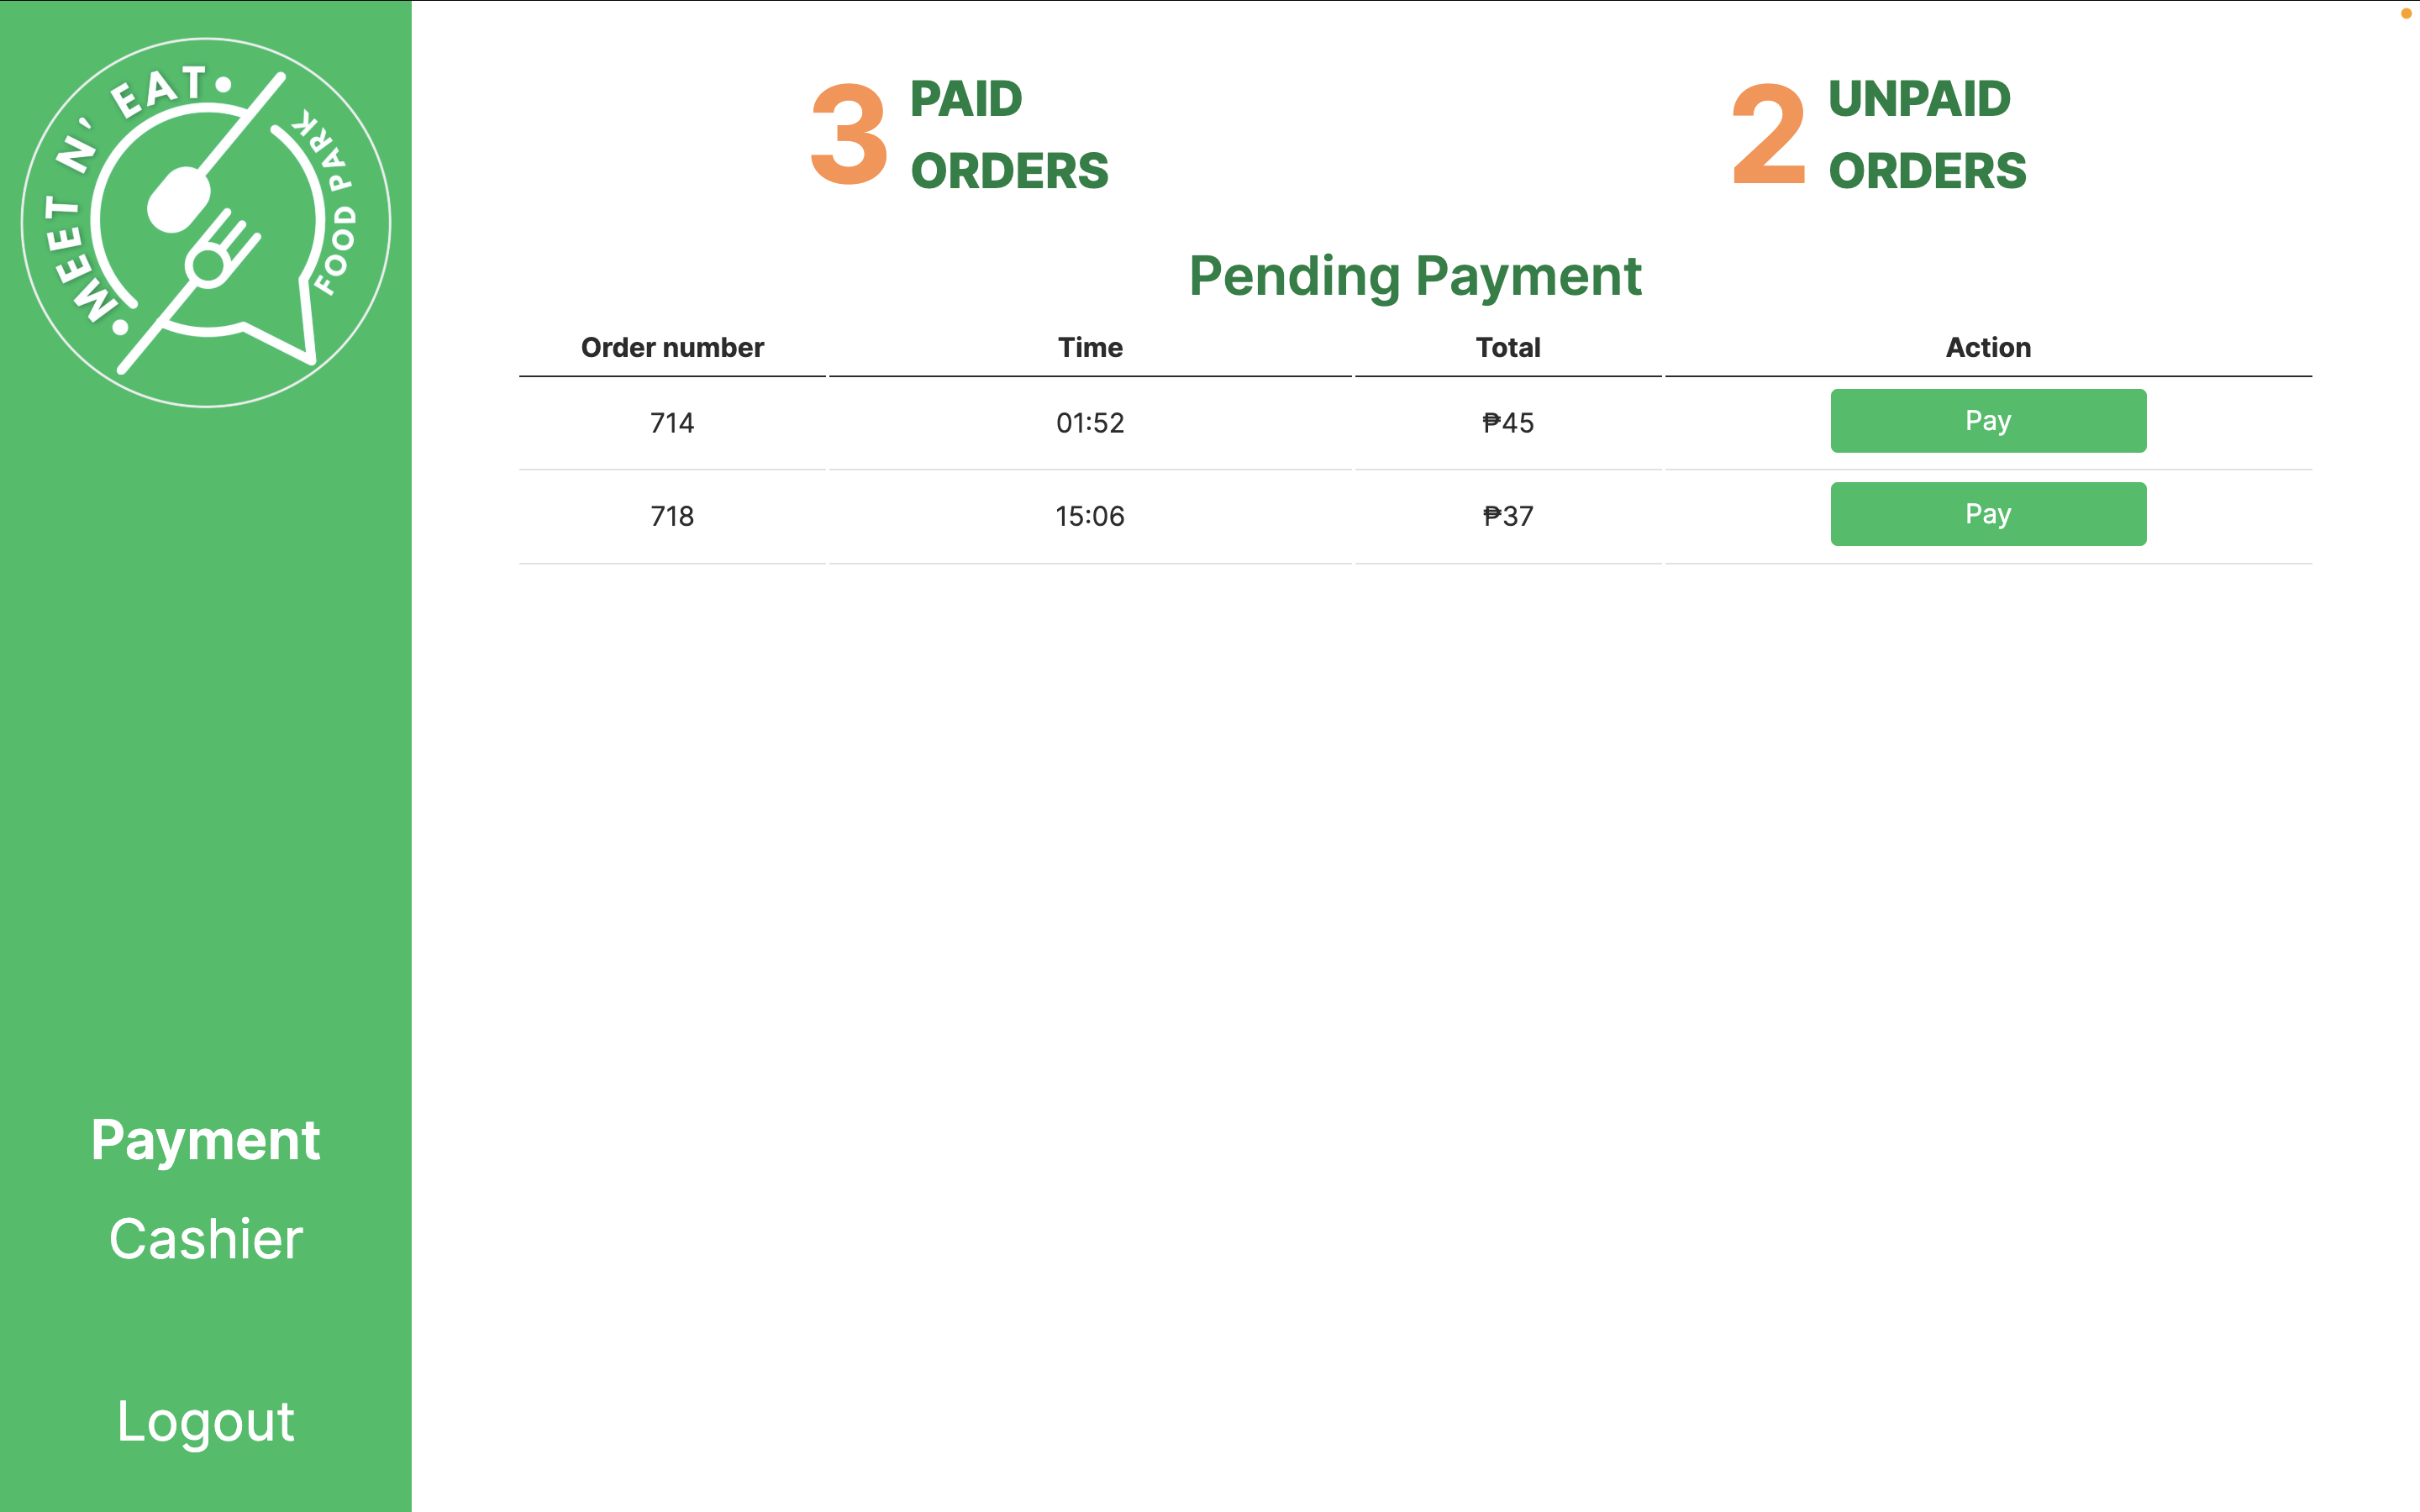 MEET N' EAT
FOOD PARK
3 PAID ORDERS
2 UNPAID ORDERS
Pending Payment
Order number Time Total Action
714 01:52 ₱45 Pay
718 15:06 ₱37 Pay
Payment
Cashier
Logout